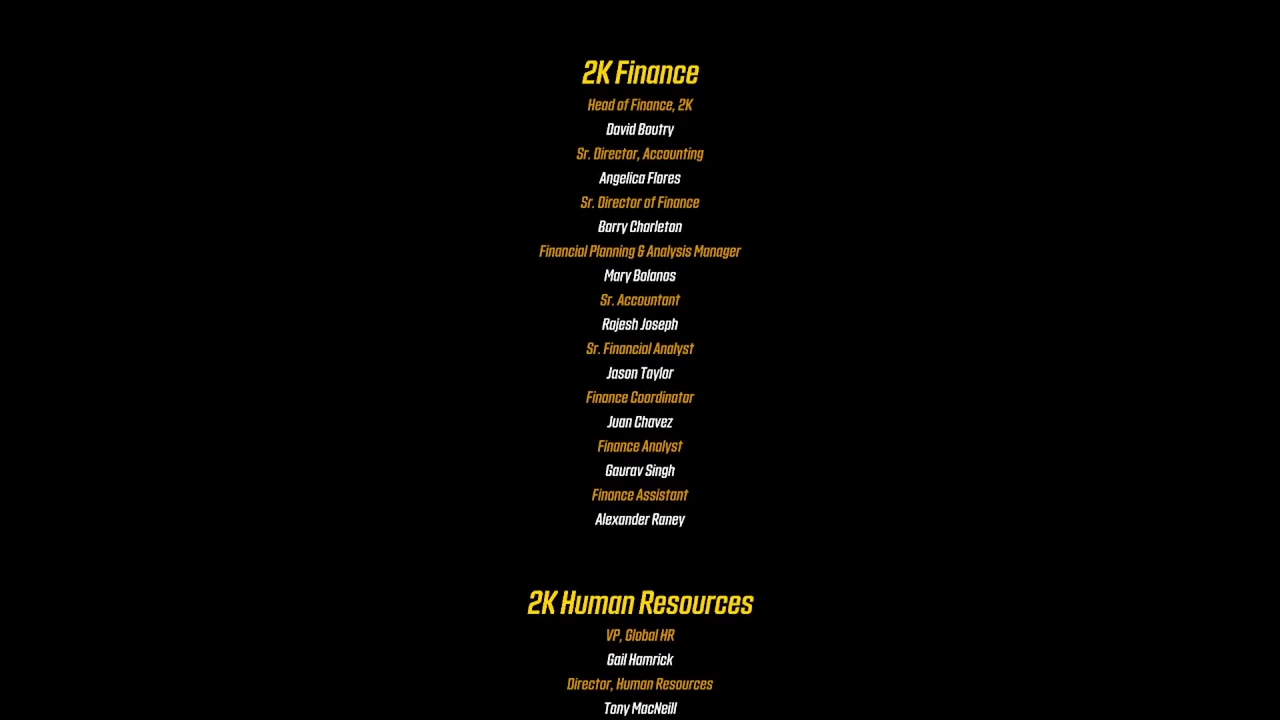 2K Finance
Head of Finance, 2K
David Boutry
Sr. Director, Accounting
Angelica Flores
Sr. Director of Finance
Barry Charleton
Financial Planning & Analysis Manager
Mary Bolanos
Sr. Accountant
Rajesh Joseph
Sr. Financial Analyst
Jason Taylor
Finance Coordinator
Juan Chavez
Finance Analyst
Gaurav Singh
Finance Assistant
Alexander Raney
2K Human Resources
VP, Global HR
Gail Hamrick
Director, Human Resources
Tony MacNeill